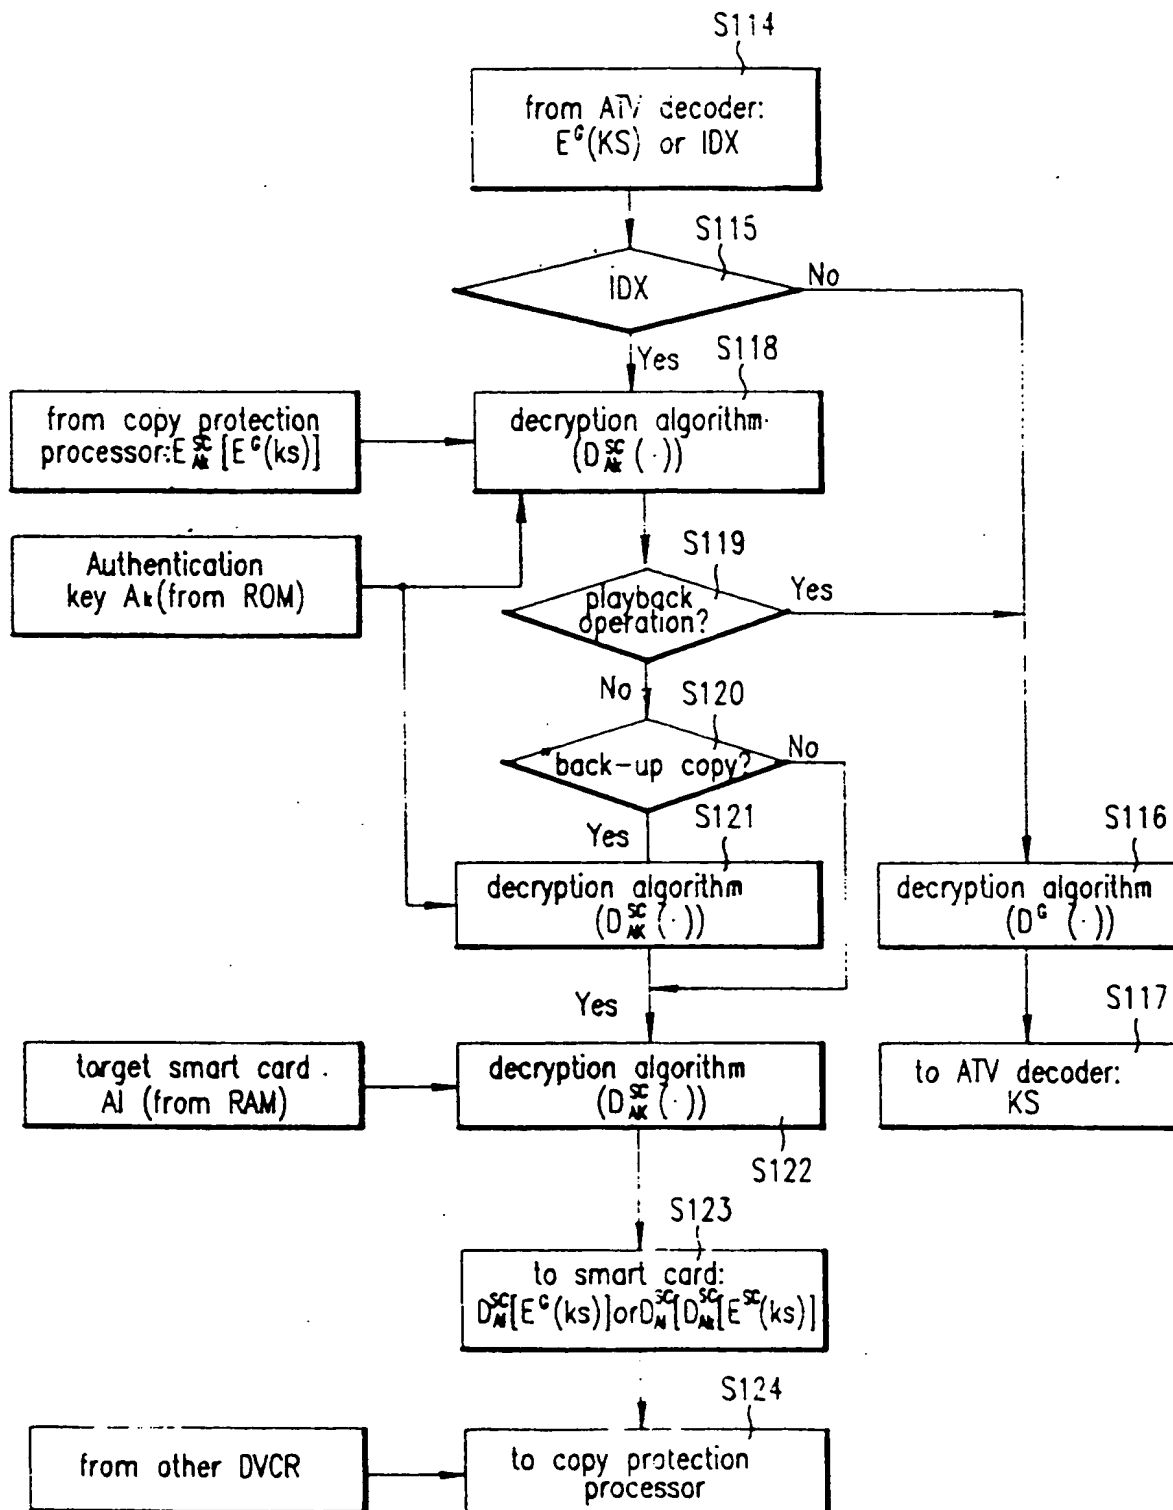 S114
from ATV decoder:
E^G(KS) or IDX
S115
IDX
No
Yes
S118
from copy protection
processor:E^SC_Ak[E^G(ks)]
decryption algorithm
(D^SC_Ak(·))
Authentication
key Ak(from ROM)
S119
playback
operation?
Yes
No
S120
back-up copy?
No
Yes
S121
S116
decryption algorithm
(D^SC_AK(·))
decryption algorithm
(D^G(·))
Yes
S117
target smart card
AI (from RAM)
decryption algorithm
(D^SC_AK(·))
to ATV decoder:
KS
S122
S123
to smart card:
D^SC_AI[E^G(ks)]orD^SC_AI[D^SC_Ak[E^SC(ks)]
S124
from other DVCR
to copy protection
processor